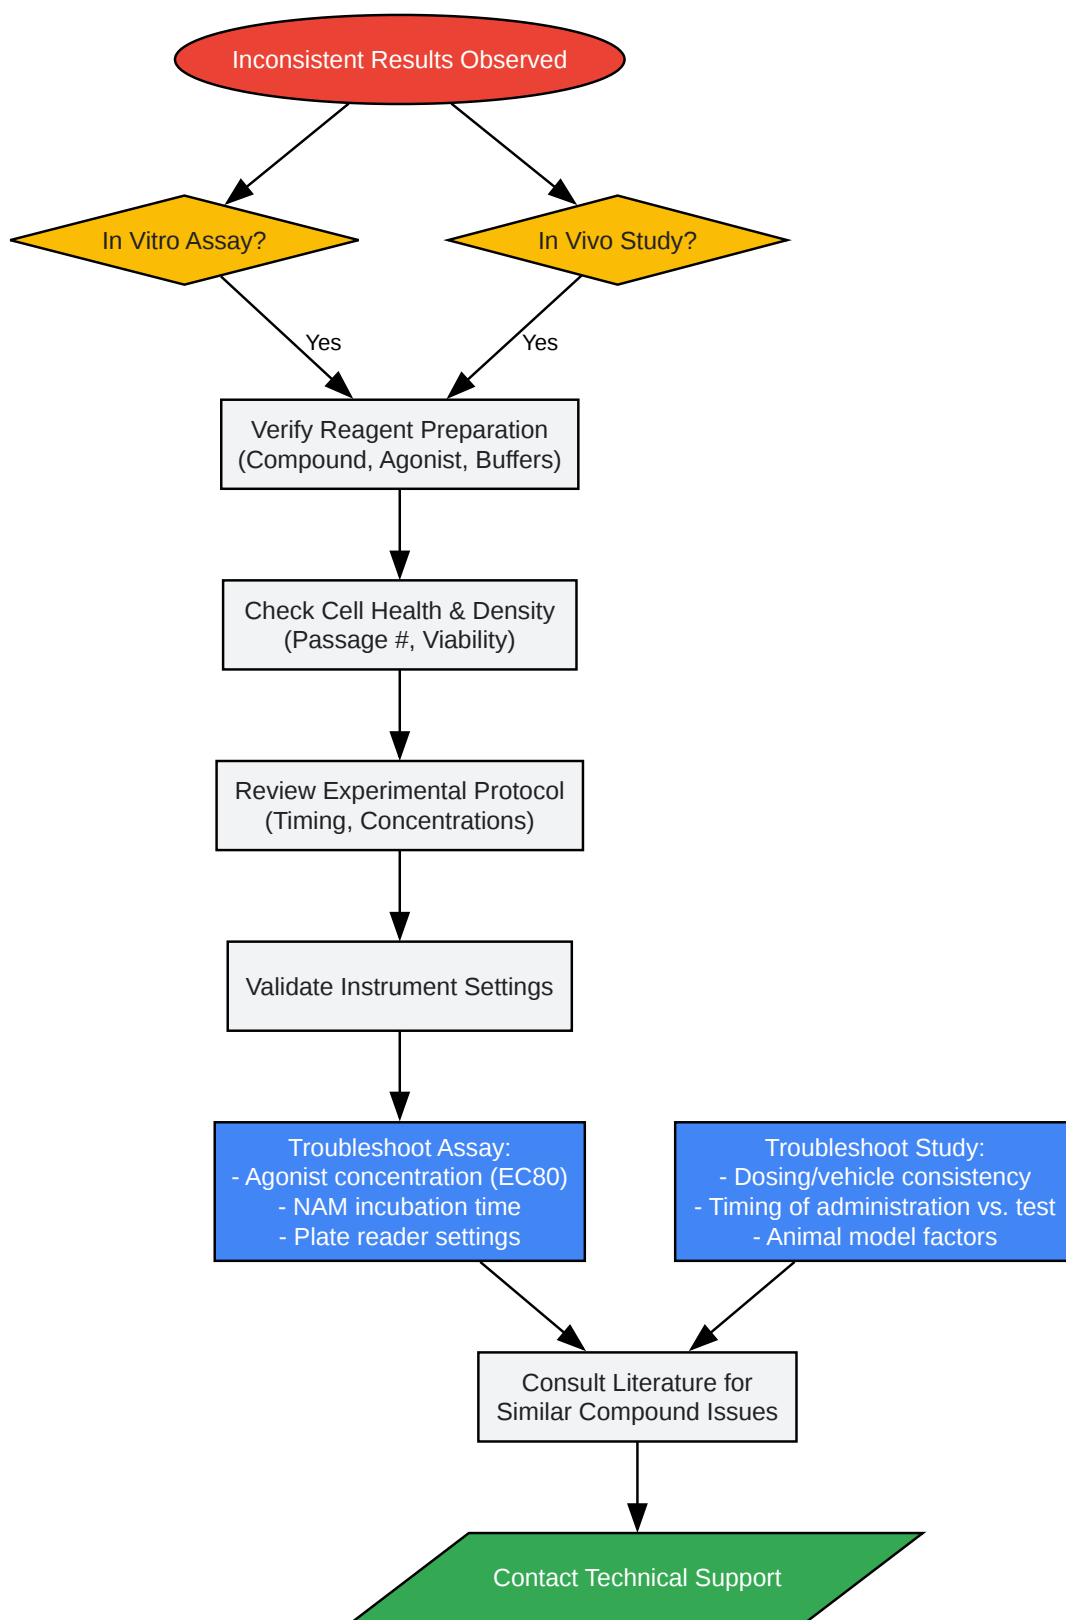 Inconsistent Results Observed
In Vitro Assay?
In Vivo Study?
Yes
Yes
Verify Reagent Preparation
(Compound, Agonist, Buffers)
Check Cell Health & Density
(Passage #, Viability)
Review Experimental Protocol
(Timing, Concentrations)
Validate Instrument Settings
Troubleshoot Assay:
- Agonist concentration (EC80)
- NAM incubation time
- Plate reader settings
Troubleshoot Study:
- Dosing/vehicle consistency
- Timing of administration vs. test
- Animal model factors
Consult Literature for
Similar Compound Issues
Contact Technical Support